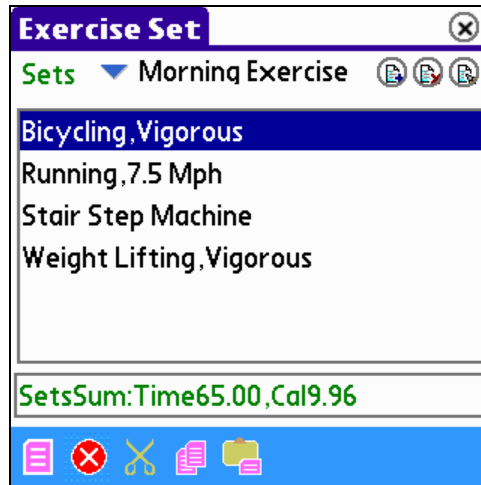 Exercise Set
Sets Morning Exercise
Bicycling,Vigorous
Running,7.5 Mph
Stair Step Machine
Weight Lifting,Vigorous
SetsSum:Time65.00,Cal9.96